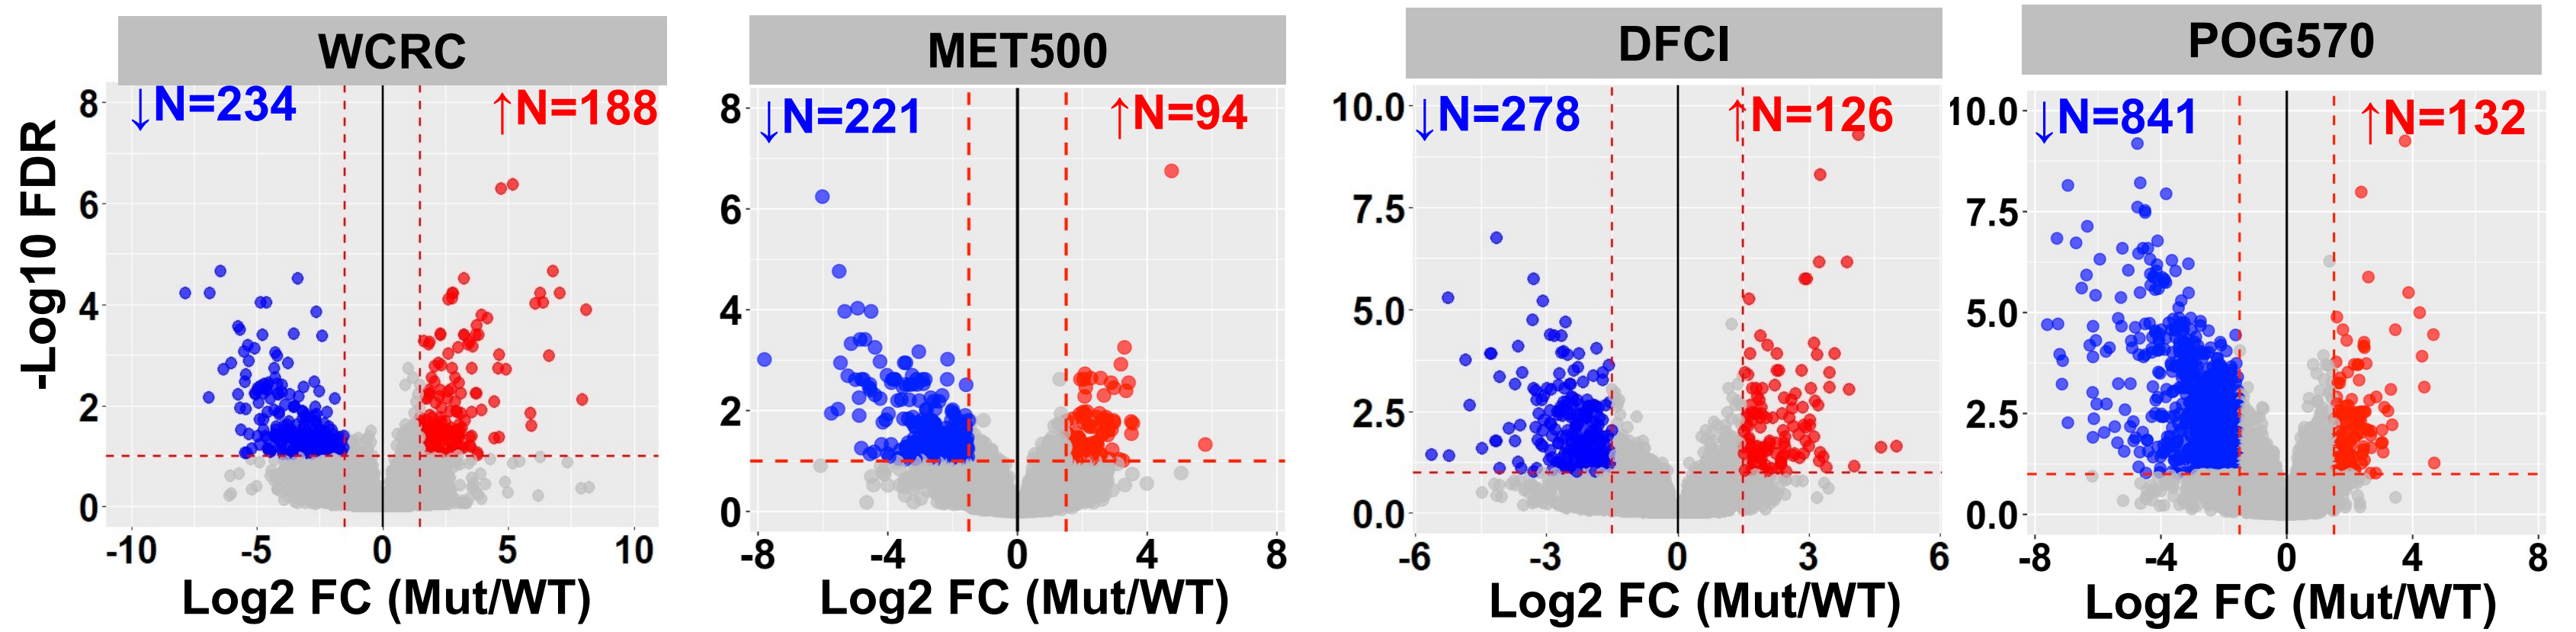 WCRC
MET500
DFCI
POG570
-Log10 FDR
↓N=234
↑N=188
8
6
4
2
0
-10
-5
0
5
10
Log2 FC (Mut/WT)
↓N=221
↑N=94
8
6
4
2
0
-8
-4
0
4
8
Log2 FC (Mut/WT)
↓N=278
↑N=126
10.0
7.5
5.0
2.5
0.0
-6
-3
0
3
6
Log2 FC (Mut/WT)
↓N=841
↑N=132
10.0
7.5
5.0
2.5
0.0
-8
-4
0
4
8
Log2 FC (Mut/WT)